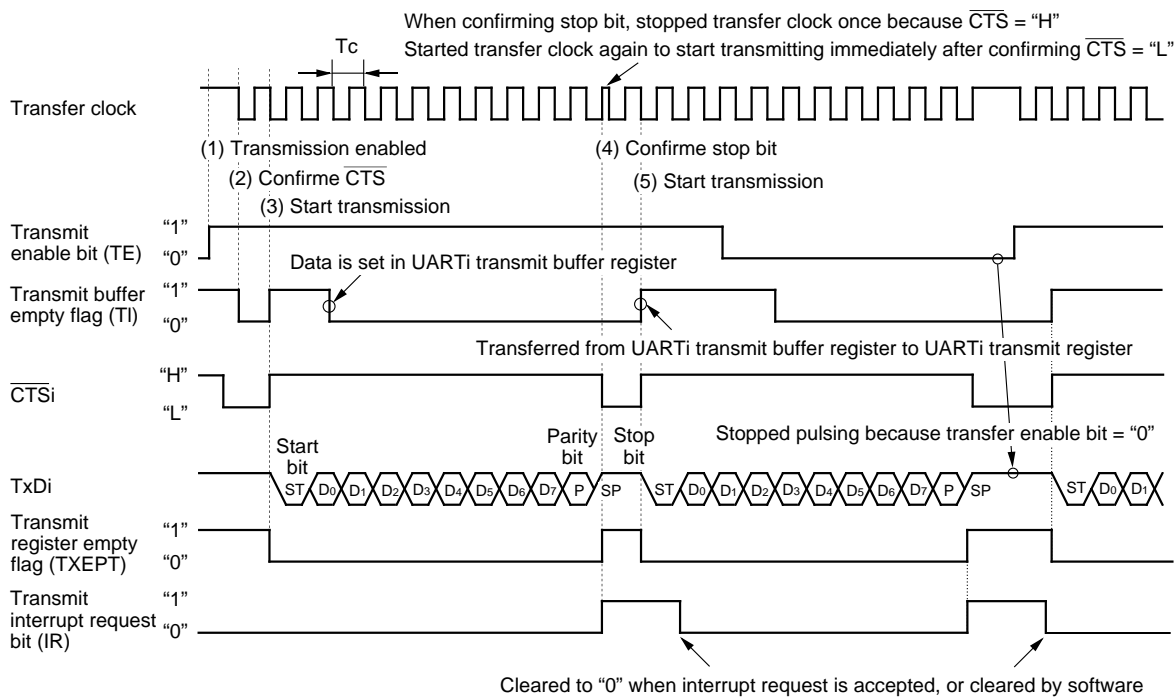 When confirming stop bit, stopped transfer clock once because CTS = “H”
Started transfer clock again to start transmitting immediately after confirming CTS = “L”
Tc
Transfer clock
(1) Transmission enabled
(2) Confirme CTS
(3) Start transmission
(4) Confirme stop bit
(5) Start transmission
Transmit
enable bit (TE)
“1”
“0”
Data is set in UARTi transmit buffer register
Transmit buffer
empty flag (TI)
“1”
“0”
Transferred from UARTi transmit buffer register to UARTi transmit register
CTSi
“H”
“L”
Start
bit
Parity
bit
Stop
bit
Stopped pulsing because transfer enable bit = “0”
TxDi
ST D0 D1 D2 D3 D4 D5 D6 D7 P SP ST D0 D1 D2 D3 D4 D5 D6 D7 P SP ST D0 D1
Transmit
register empty
flag (TXEPT)
“1”
“0”
Transmit
interrupt request
bit (IR)
“1”
“0”
Cleared to “0” when interrupt request is accepted, or cleared by software